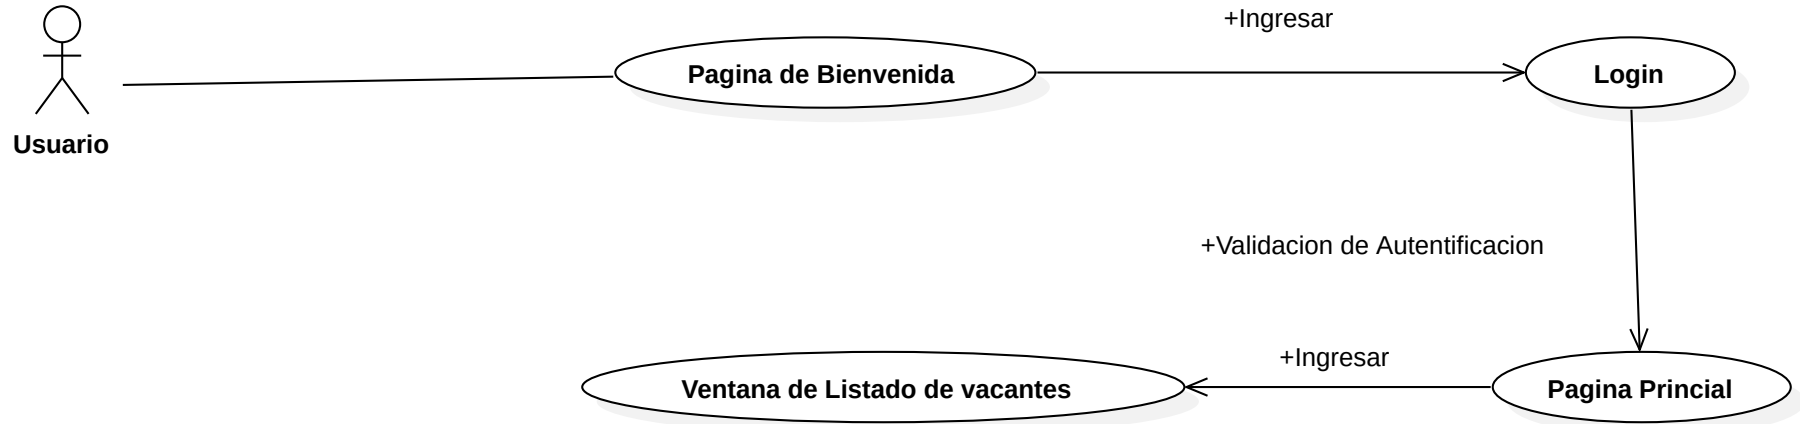 +Ingresar
Pagina de Bienvenida
Login
Usuario
+Validacion de Autentificacion
+Ingresar
Ventana de Listado de vacantes
Pagina Princial